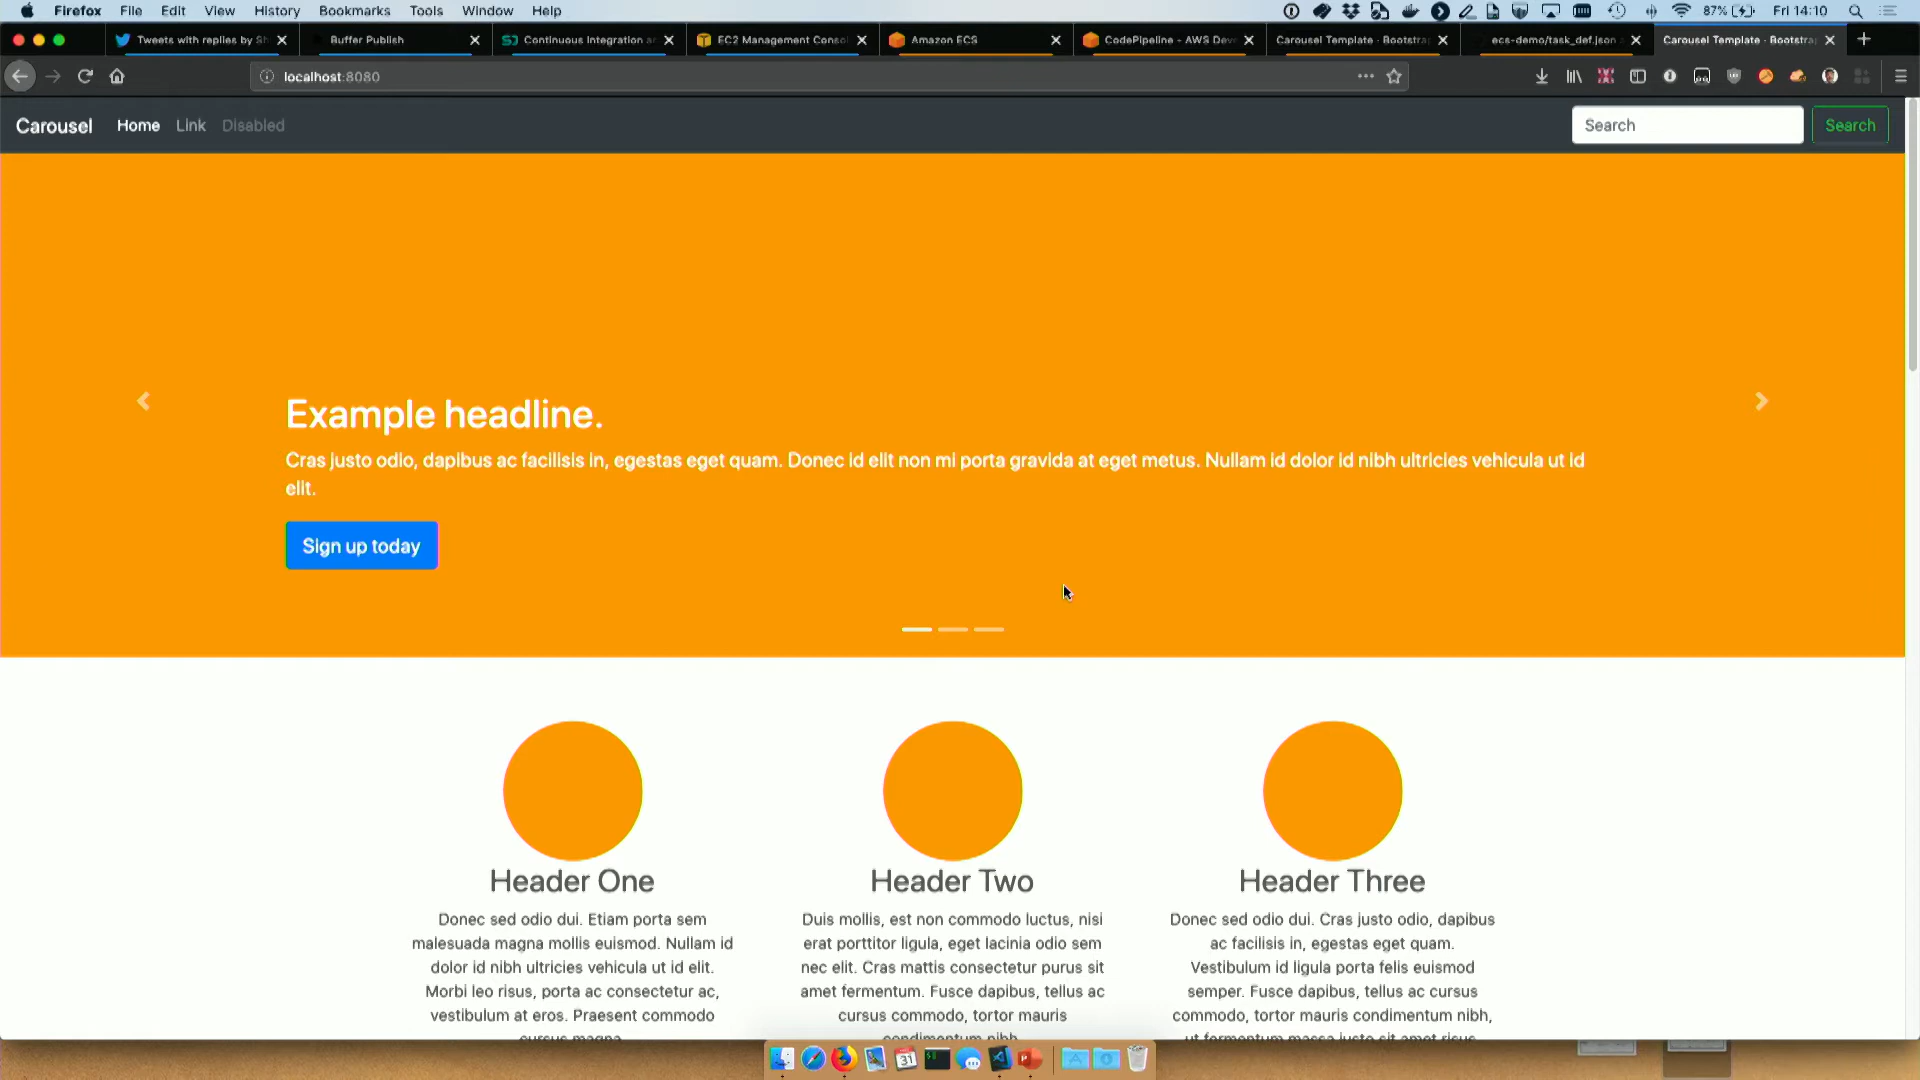 Firefox File Edit View History Bookmarks Tools Window Help 87% Fri 14:10
Tweets with replies by Sh Buffer Publish Continuous Integration a EC2 Management Consol Amazon ECS CodePipeline - AWS Dev Carousel Template · Bootstra ecs-demo/task_def.json Carousel Template · Bootstra
localhost:8080
Carousel Home Link Disabled Search Search
Example headline.
Cras justo odio, dapibus ac facilisis in, egestas eget quam. Donec id elit non mi porta gravida at eget metus. Nullam id dolor id nibh ultricies vehicula ut id
elit.
Sign up today
Header One
Donec sed odio dui. Etiam porta sem
malesuada magna mollis euismod. Nullam id
dolor id nibh ultricies vehicula ut id elit.
Morbi leo risus, porta ac consectetur ac,
vestibulum at eros. Praesent commodo
cursus magna
Header Two
Duis mollis, est non commodo luctus, nisi
erat porttitor ligula, eget lacinia odio sem
nec elit. Cras mattis consectetur purus sit
amet fermentum. Fusce dapibus, tellus ac
cursus commodo, tortor mauris
condimentum nibh
Header Three
Donec sed odio dui. Cras justo odio, dapibus
ac facilisis in, egestas eget quam.
Vestibulum id ligula porta felis euismod
semper. Fusce dapibus, tellus ac cursus
commodo, tortor mauris condimentum nibh,
ut fermentum massa justo sit amet risus
31